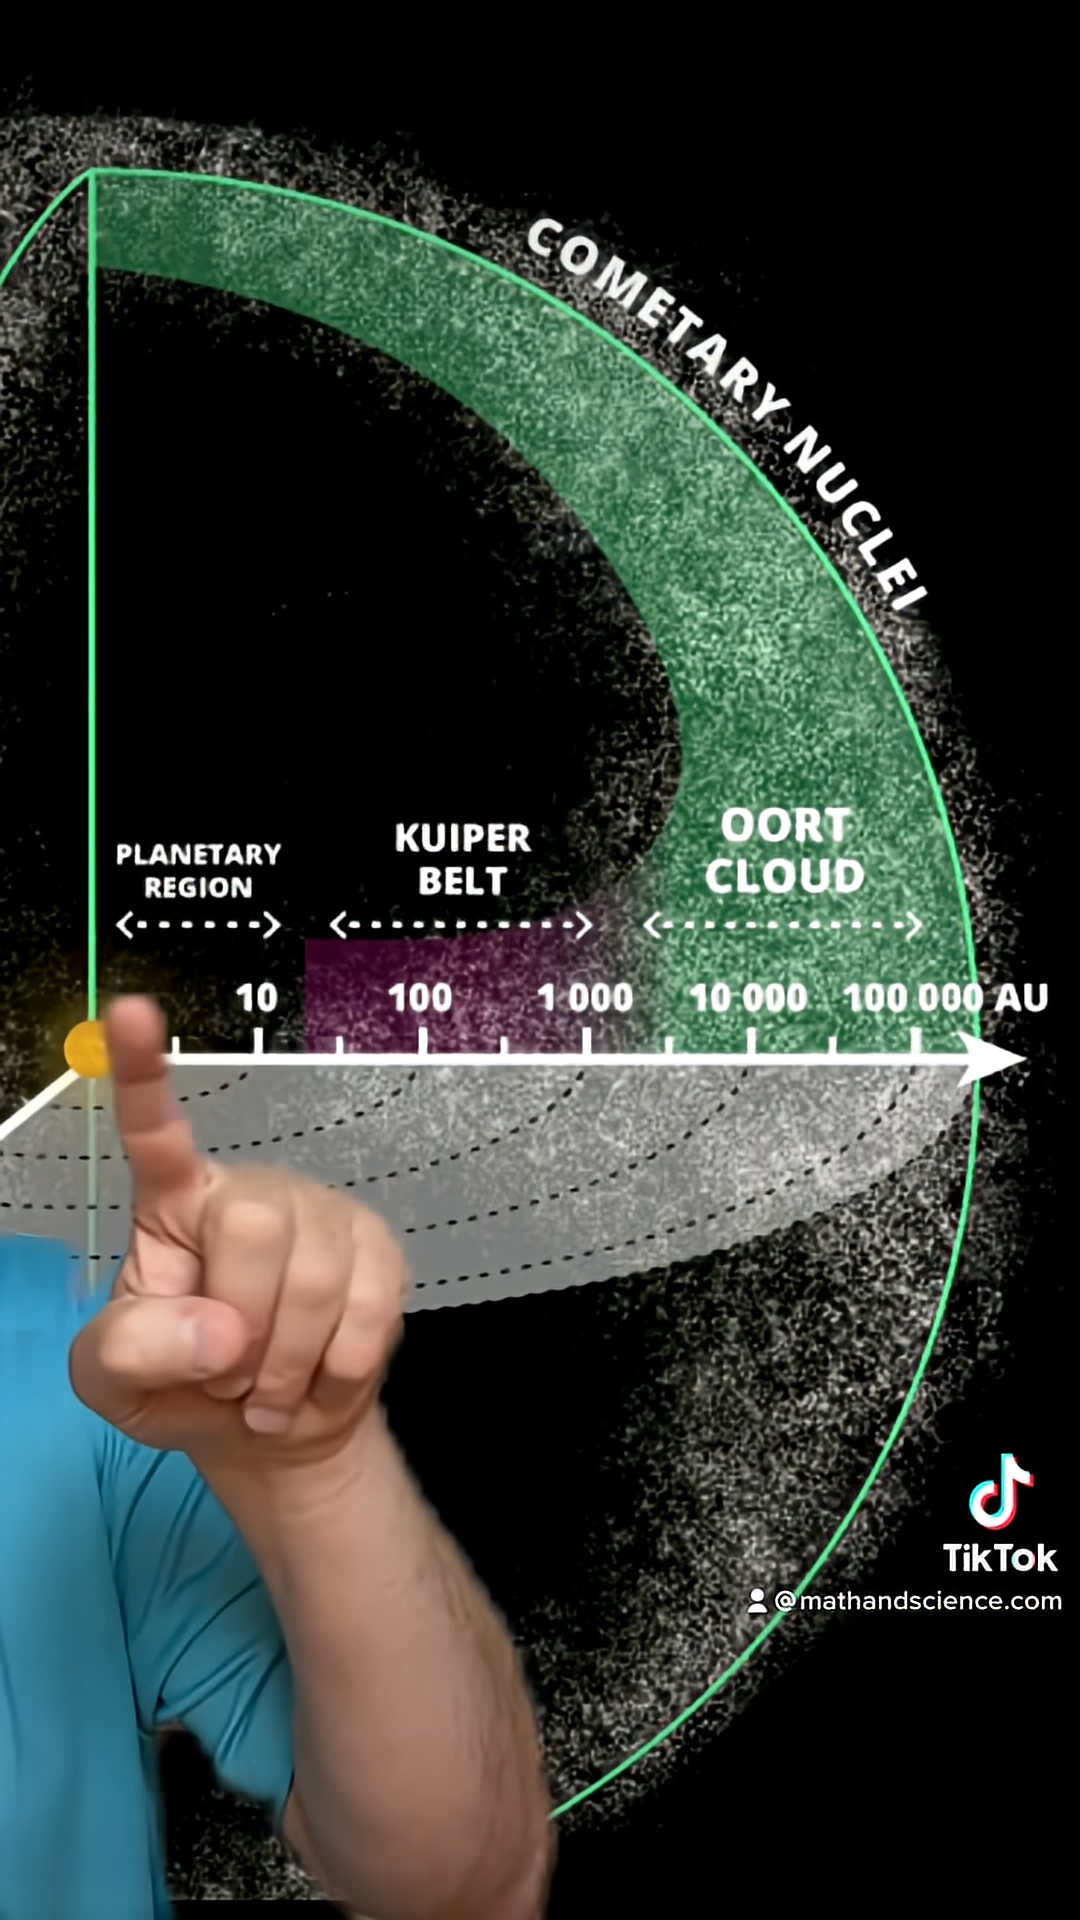 COMETARY NUCLEI
PLANETARY
REGION
KUIPER
BELT
OORT
CLOUD
10 100 1 000 10 000 100 000 AU
TikTok
@mathandscience.com